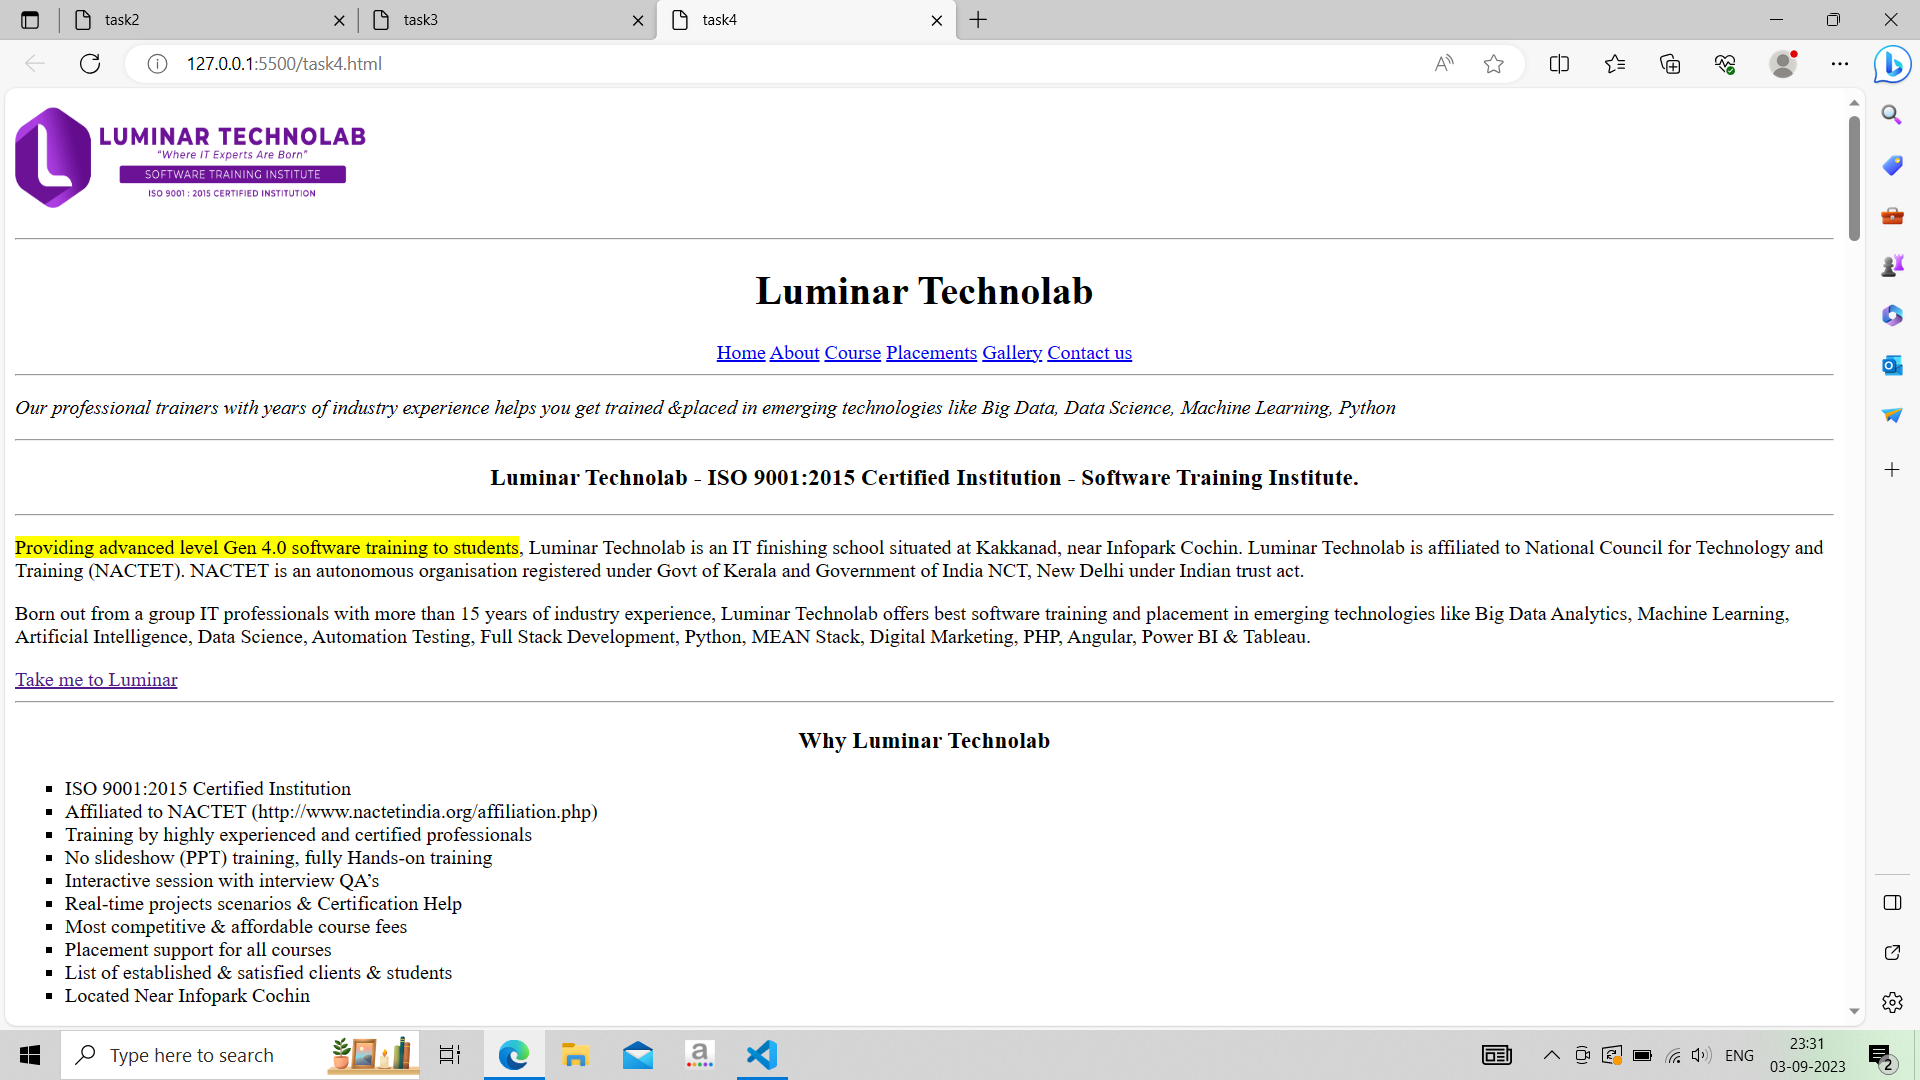 task2
task3
task4
127.0.0.1:5500/task4.html
LUMINAR TECHNOLAB
"Where IT Experts Are Born"
SOFTWARE TRAINING INSTITUTE
ISO 9001 : 2015 CERTIFIED INSTITUTION
Luminar Technolab
Home About Course Placements Gallery Contact us
Our professional trainers with years of industry experience helps you get trained &placed in emerging technologies like Big Data, Data Science, Machine Learning, Python
Luminar Technolab - ISO 9001:2015 Certified Institution - Software Training Institute.
Providing advanced level Gen 4.0 software training to students, Luminar Technolab is an IT finishing school situated at Kakkanad, near Infopark Cochin. Luminar Technolab is affiliated to National Council for Technology and
Training (NACTET). NACTET is an autonomous organisation registered under Govt of Kerala and Government of India NCT, New Delhi under Indian trust act.
Born out from a group IT professionals with more than 15 years of industry experience, Luminar Technolab offers best software training and placement in emerging technologies like Big Data Analytics, Machine Learning,
Artificial Intelligence, Data Science, Automation Testing, Full Stack Development, Python, MEAN Stack, Digital Marketing, PHP, Angular, Power BI & Tableau.
Take me to Luminar
Why Luminar Technolab
ISO 9001:2015 Certified Institution
Affiliated to NACTET (http://www.nactetindia.org/affiliation.php)
Training by highly experienced and certified professionals
No slideshow (PPT) training, fully Hands-on training
Interactive session with interview QA’s
Real-time projects scenarios & Certification Help
Most competitive & affordable course fees
Placement support for all courses
List of established & satisfied clients & students
Located Near Infopark Cochin
Type here to search
ENG
23:31
03-09-2023
2